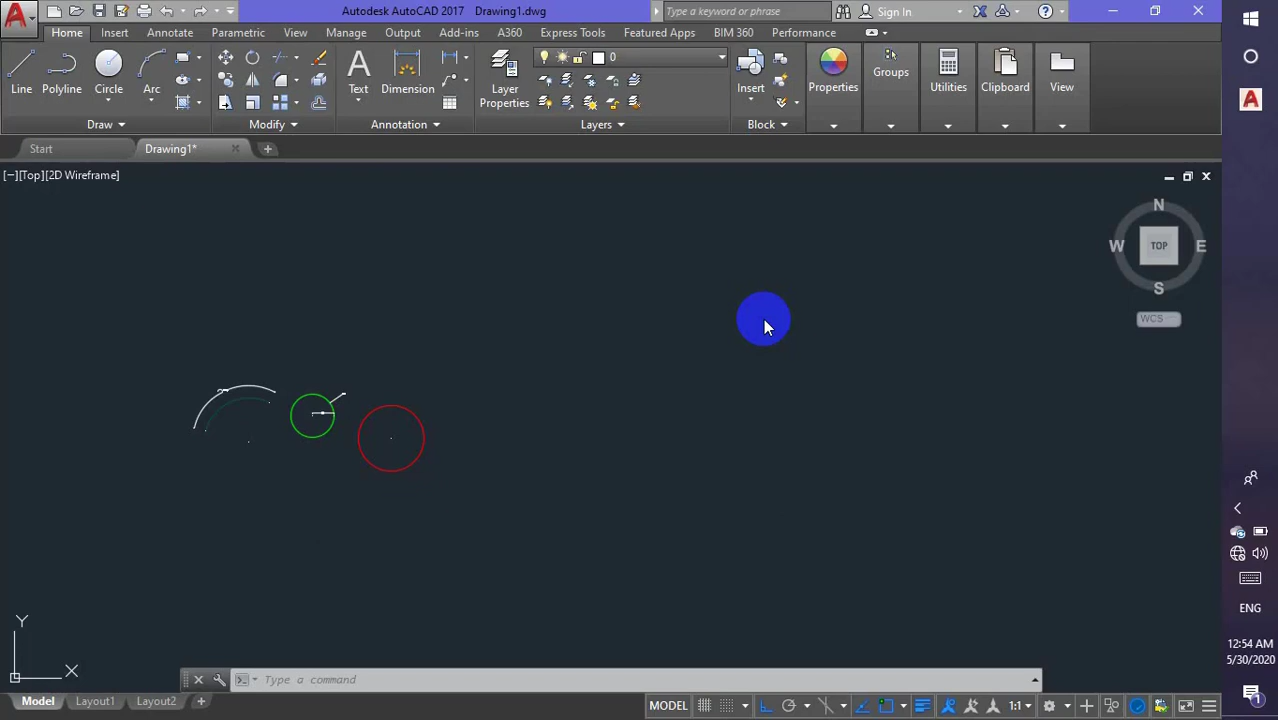 Autodesk AutoCAD 2017 Drawing1.dwg
Type a keyword or phrase
Sign In
Home Insert Annotate Parametric View Manage Output Add-ins A360 Express Tools Featured Apps BIM 360 Performance
0
Line Polyline Circle Arc
Text Dimension
Layer Properties
Insert
Properties Groups Utilities Clipboard View
Draw Modify Annotation Layers Block
Start Drawing1*
[−][Top][2D Wireframe]
N
W TOP E
S
WCS
Y
X
Type a command
Model Layout1 Layout2
MODEL
1:1
ENG
12:54 AM
5/30/2020
1